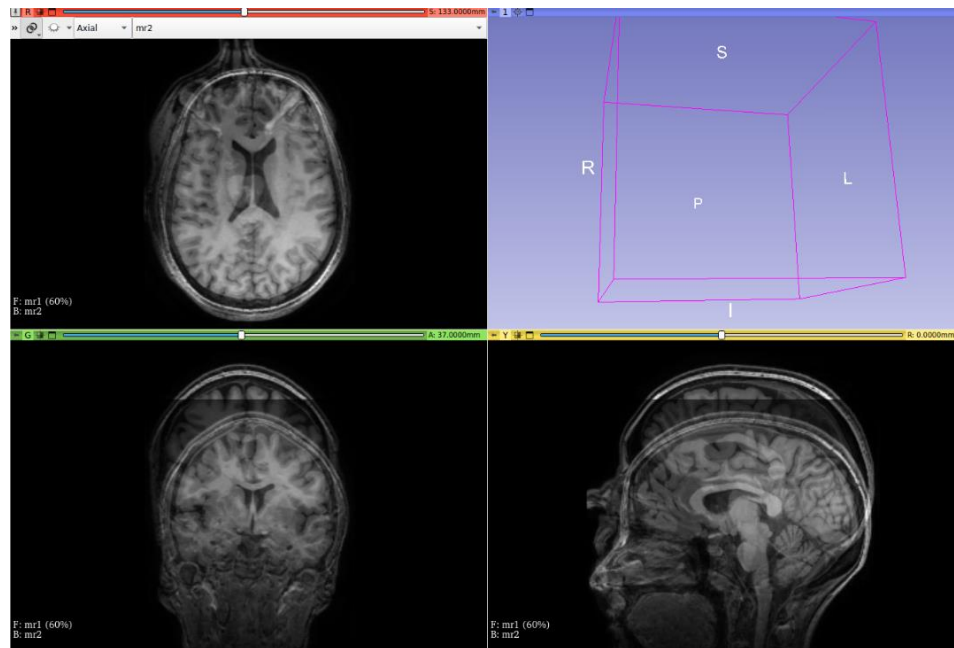 R S: 133.0000mm
» Axial mr2
F: mr1 (60%)
B: mr2
1
S
R
L
P
I
G A: 37.0000mm
F: mr1 (60%)
B: mr2
Y R: 0.0000mm
F: mr1 (60%)
B: mr2